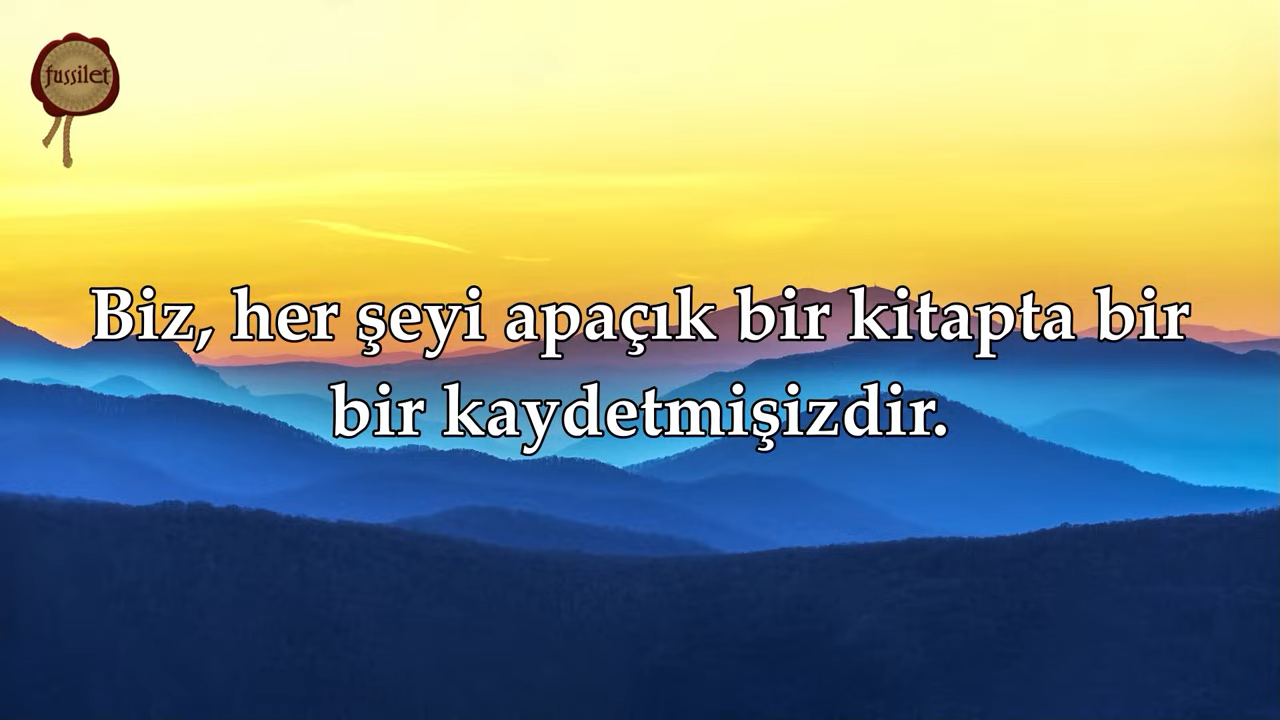 fussilet
Biz, her şeyi apaçık bir kitapta bir
bir kaydetmişizdir.